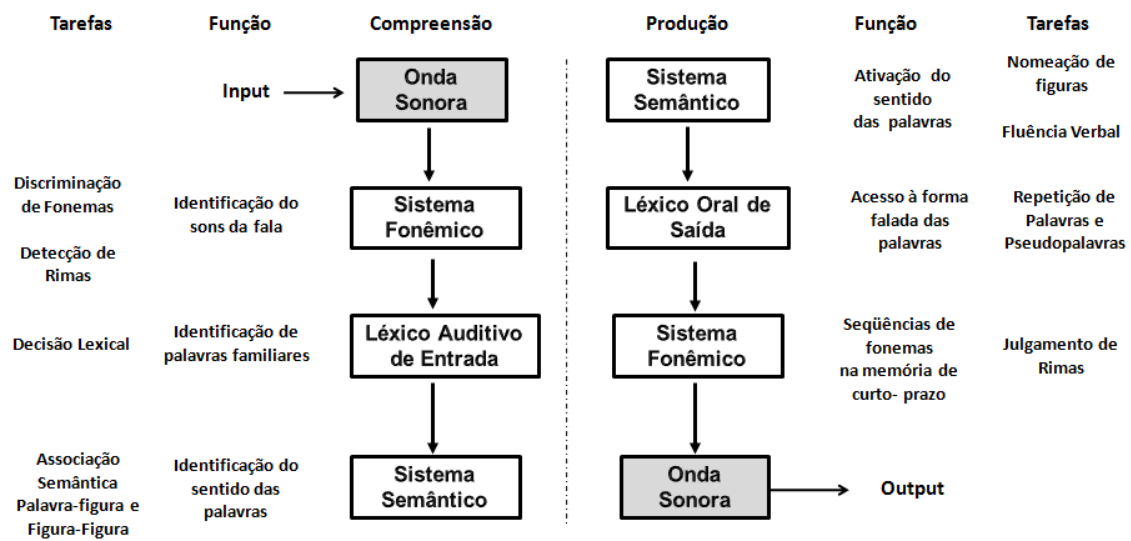 Tarefas
Função
Compreensão
Produção
Função
Tarefas
Input
Onda
Sonora
Sistema
Semântico
Ativação do
sentido
das palavras
Nomeação de
figuras
Fluência Verbal
Discriminação
de Fonemas
Detecção de
Rimas
Identificação do
sons da fala
Sistema
Fonêmico
Léxico Oral de
Saída
Acesso à forma
falada das
palavras
Repetição de
Palavras e
Pseudopalavras
Decisão Lexical
Identificação de
palavras familiares
Léxico Auditivo
de Entrada
Sistema
Fonêmico
Seqüências de
fonemas
na memória de
curto- prazo
Julgamento de
Rimas
Associação
Semântica
Palavra-figura e
Figura-Figura
Identificação do
sentido das
palavras
Sistema
Semântico
Onda
Sonora
Output